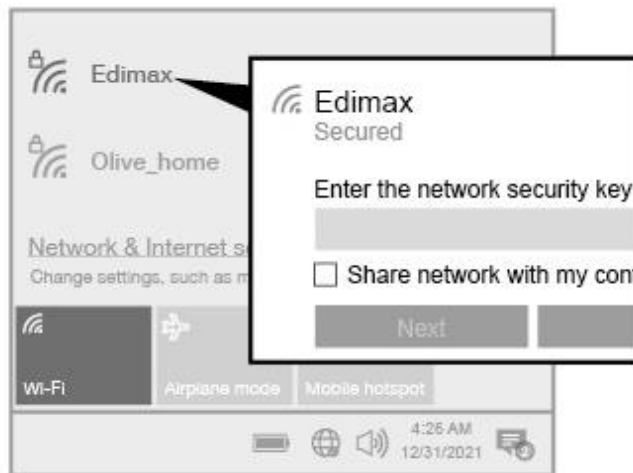 Edimax
Olive_home
Network & Internet se
Change settings, such as m
Wi-Fi
Airplane mode
Mobile hotspot
4:26 AM
12/31/2021
Edimax
Secured
Enter the network security key
Share network with my con
Next